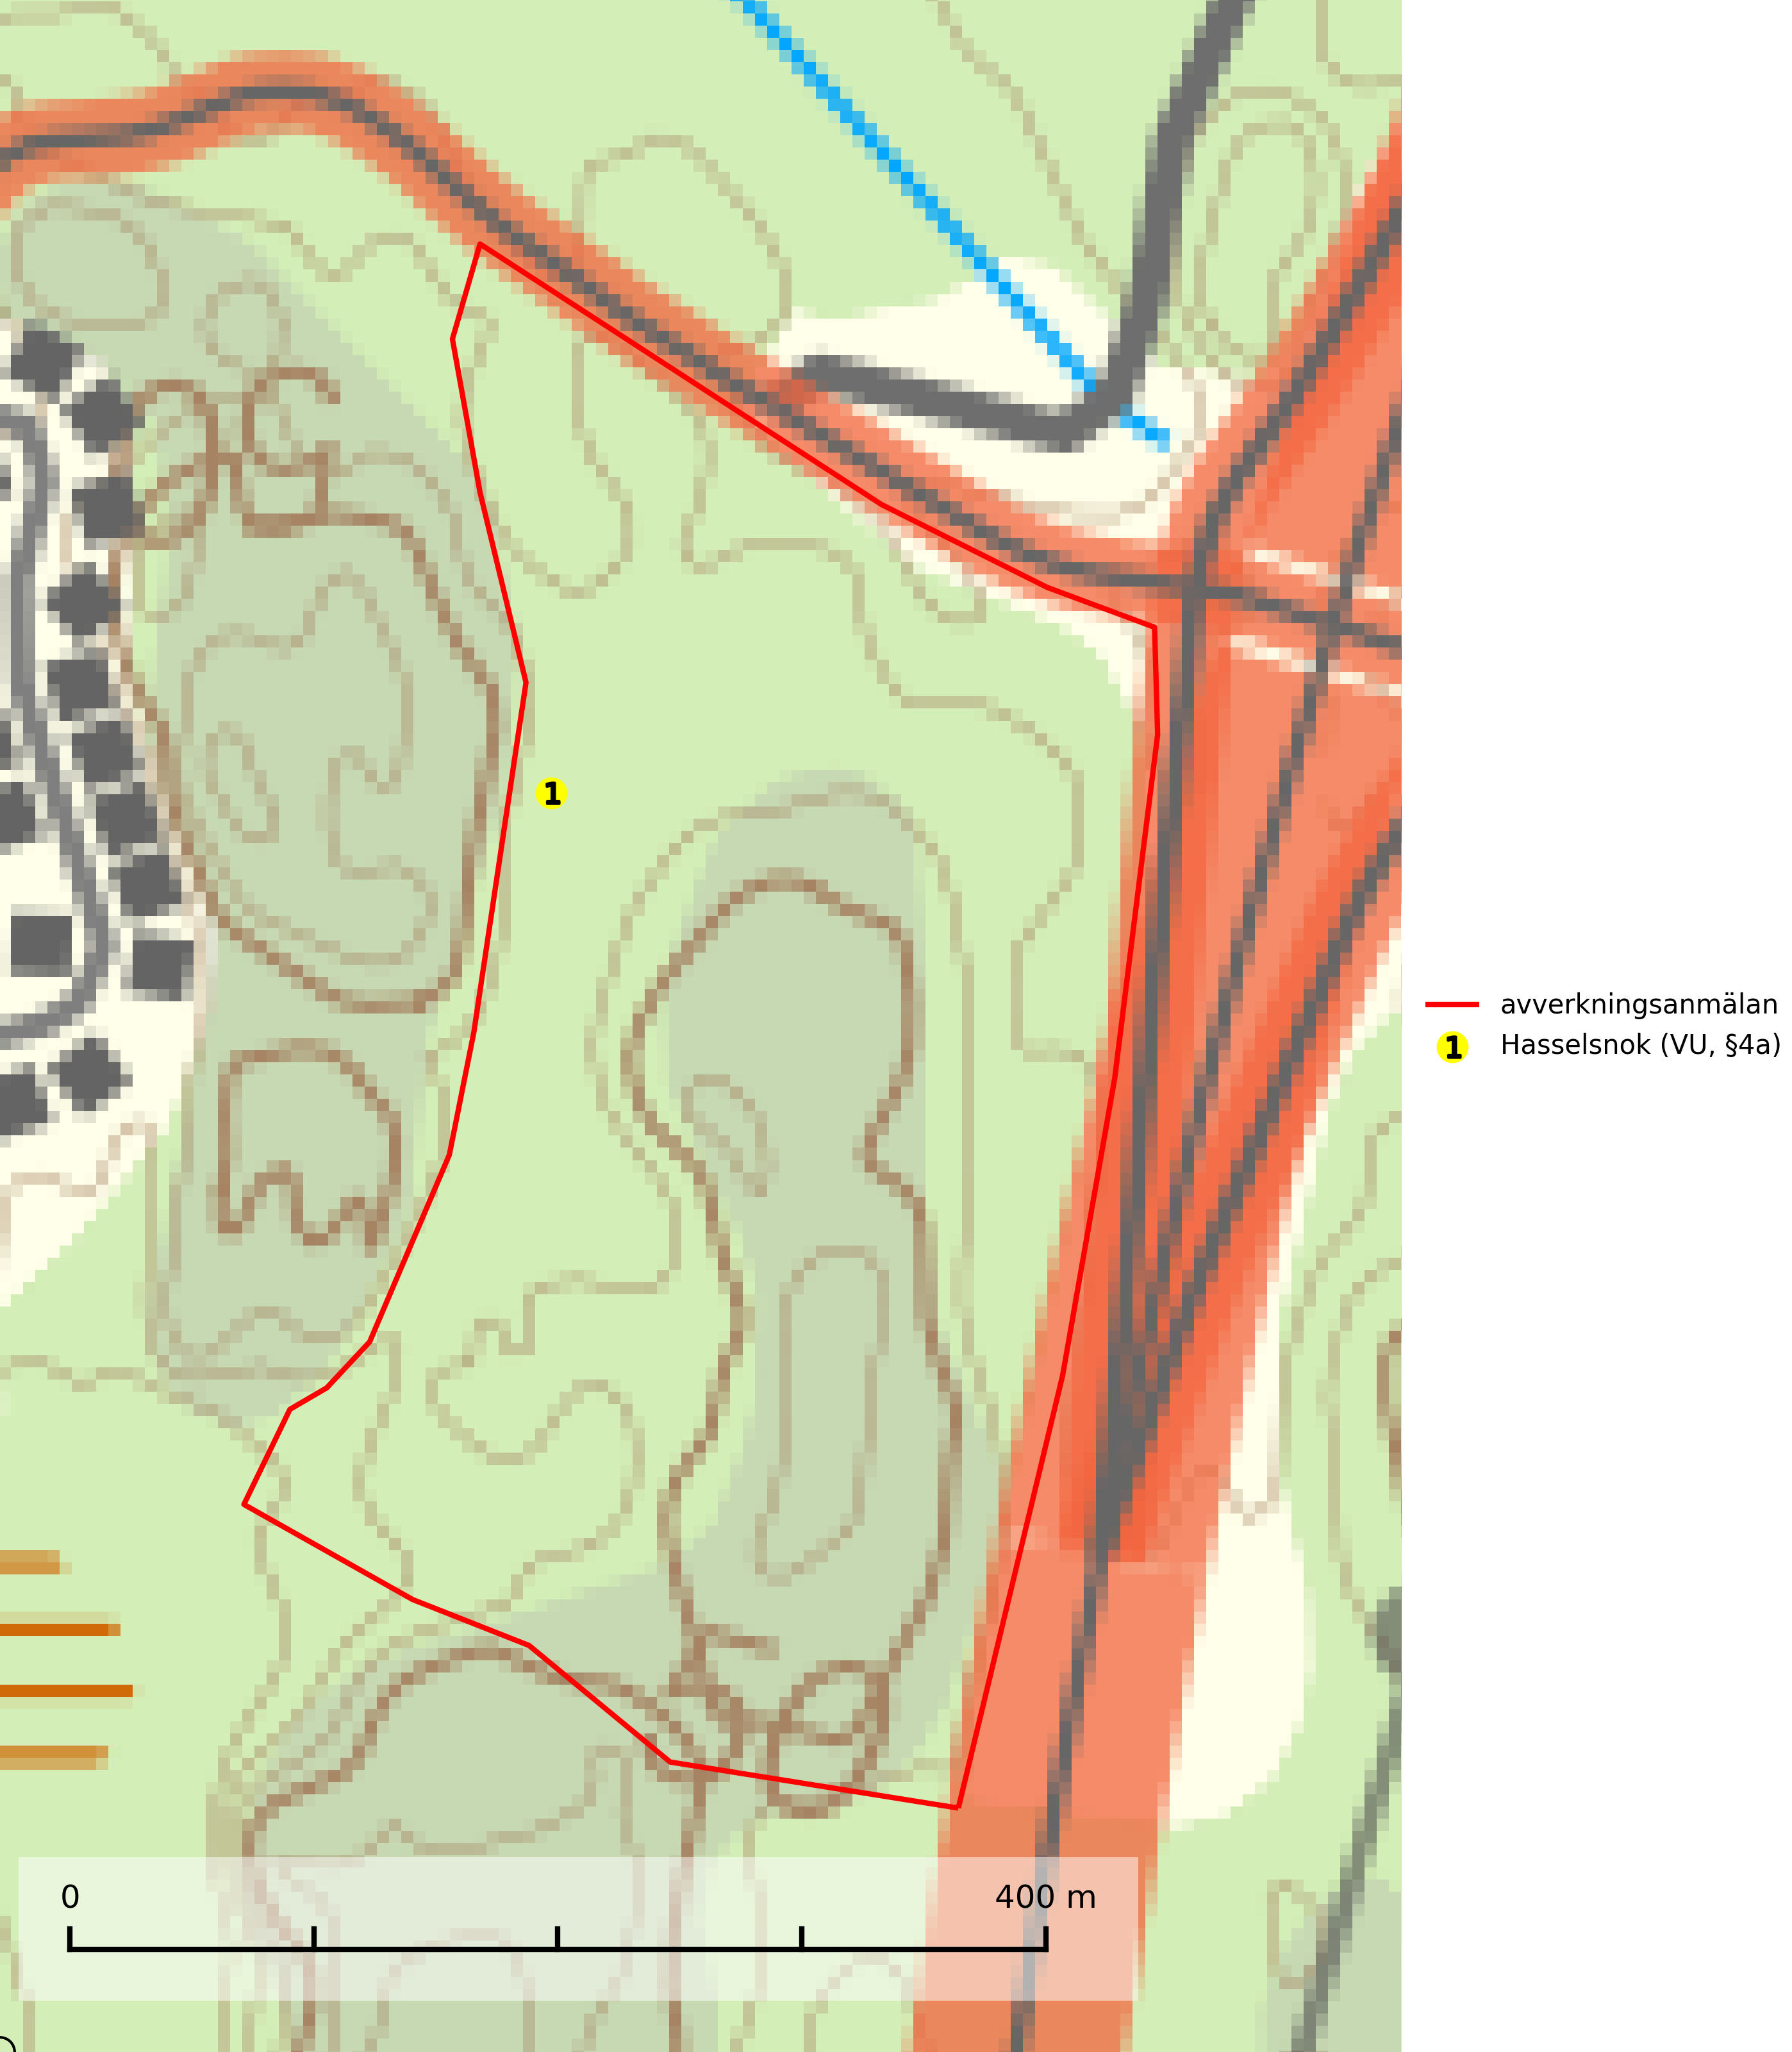 1
avverkningsanmälan
1 Hasselsnok (VU, §4a)
0 400 m